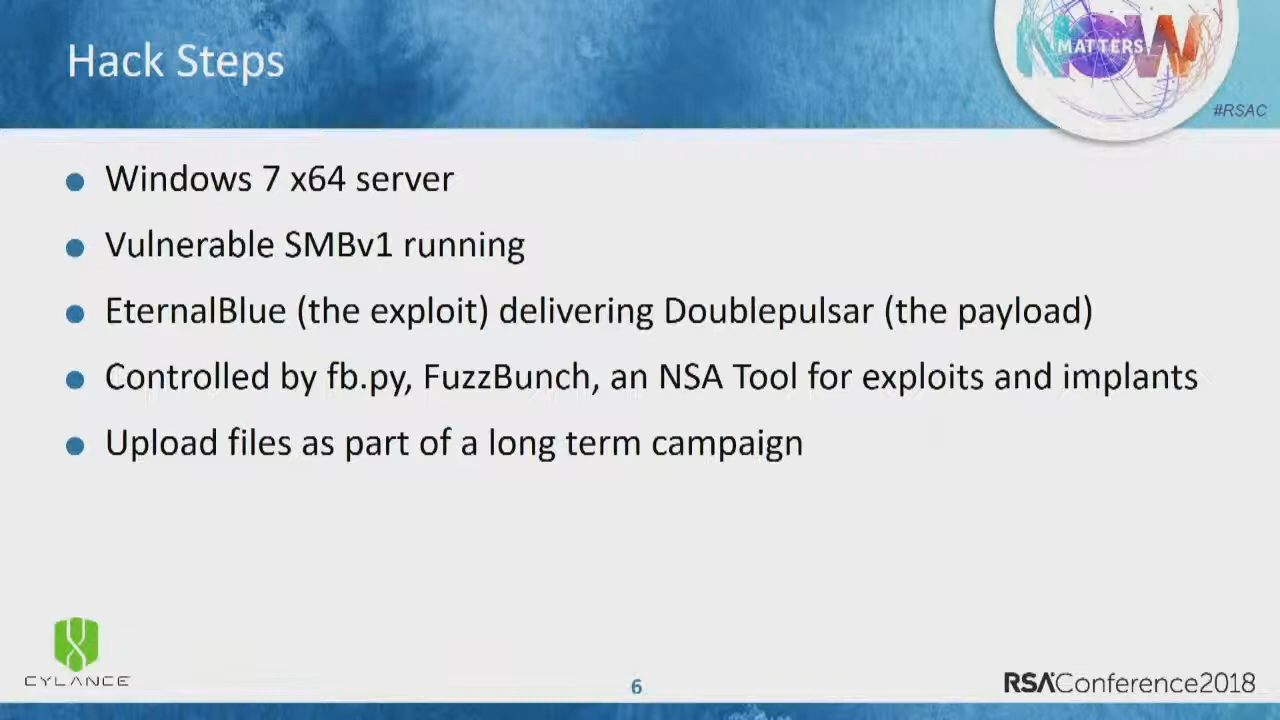 Hack Steps
NOW
MATTERS
#RSAC
Windows 7 x64 server
Vulnerable SMBv1 running
EternalBlue (the exploit) delivering Doublepulsar (the payload)
Controlled by fb.py, FuzzBunch, an NSA Tool for exploits and implants
Upload files as part of a long term campaign
CYLANCE
6
RSAConference2018